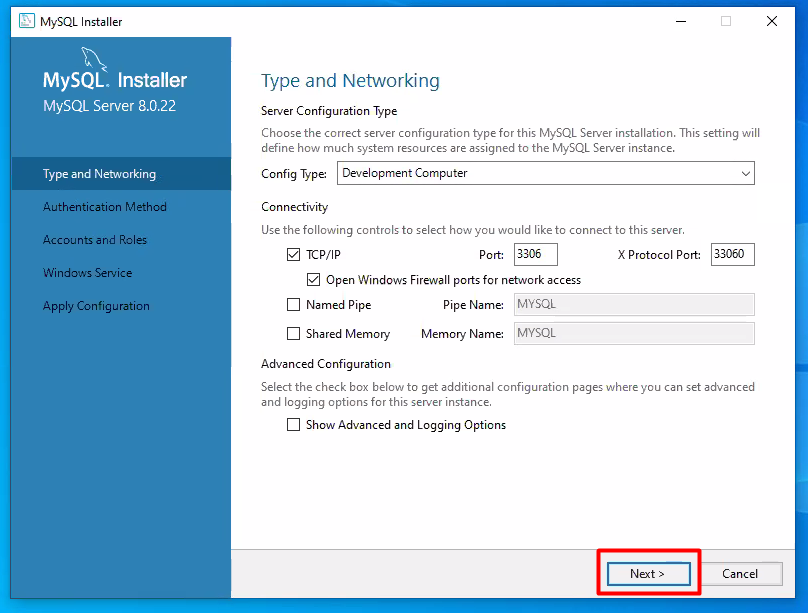 MySQL Installer
MySQL. Installer
MySQL Server 8.0.22
Type and Networking
Authentication Method
Accounts and Roles
Windows Service
Apply Configuration
Type and Networking
Server Configuration Type
Choose the correct server configuration type for this MySQL Server installation. This setting will
define how much system resources are assigned to the MySQL Server instance.
Config Type: Development Computer
Connectivity
Use the following controls to select how you would like to connect to this server.
TCP/IP Port: 3306 X Protocol Port: 33060
Open Windows Firewall ports for network access
Named Pipe Pipe Name: MYSQL
Shared Memory Memory Name: MYSQL
Advanced Configuration
Select the check box below to get additional configuration pages where you can set advanced
and logging options for this server instance.
Show Advanced and Logging Options
Next > Cancel